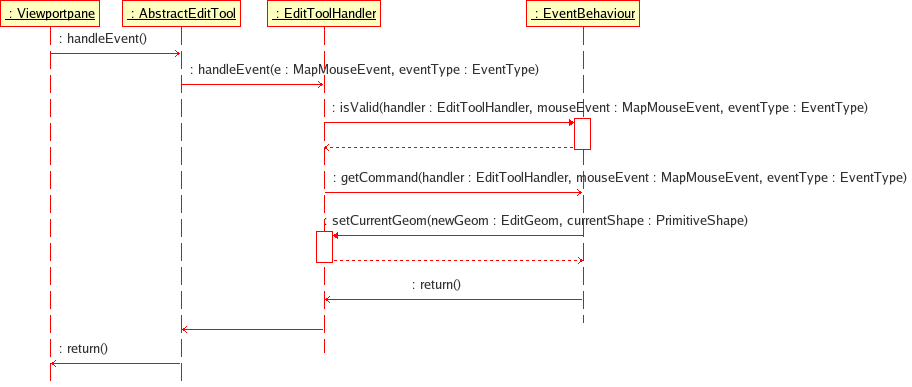 : Viewportpane
: AbstractEditTool
: EditToolHandler
: EventBehaviour
: handleEvent()
: handleEvent(e : MapMouseEvent, eventType : EventType)
: isValid(handler : EditToolHandler, mouseEvent : MapMouseEvent, eventType : EventType)
: getCommand(handler : EditToolHandler, mouseEvent : MapMouseEvent, eventType : EventType)
: setCurrentGeom(newGeom : EditGeom, currentShape : PrimitiveShape)
: return()
: return()